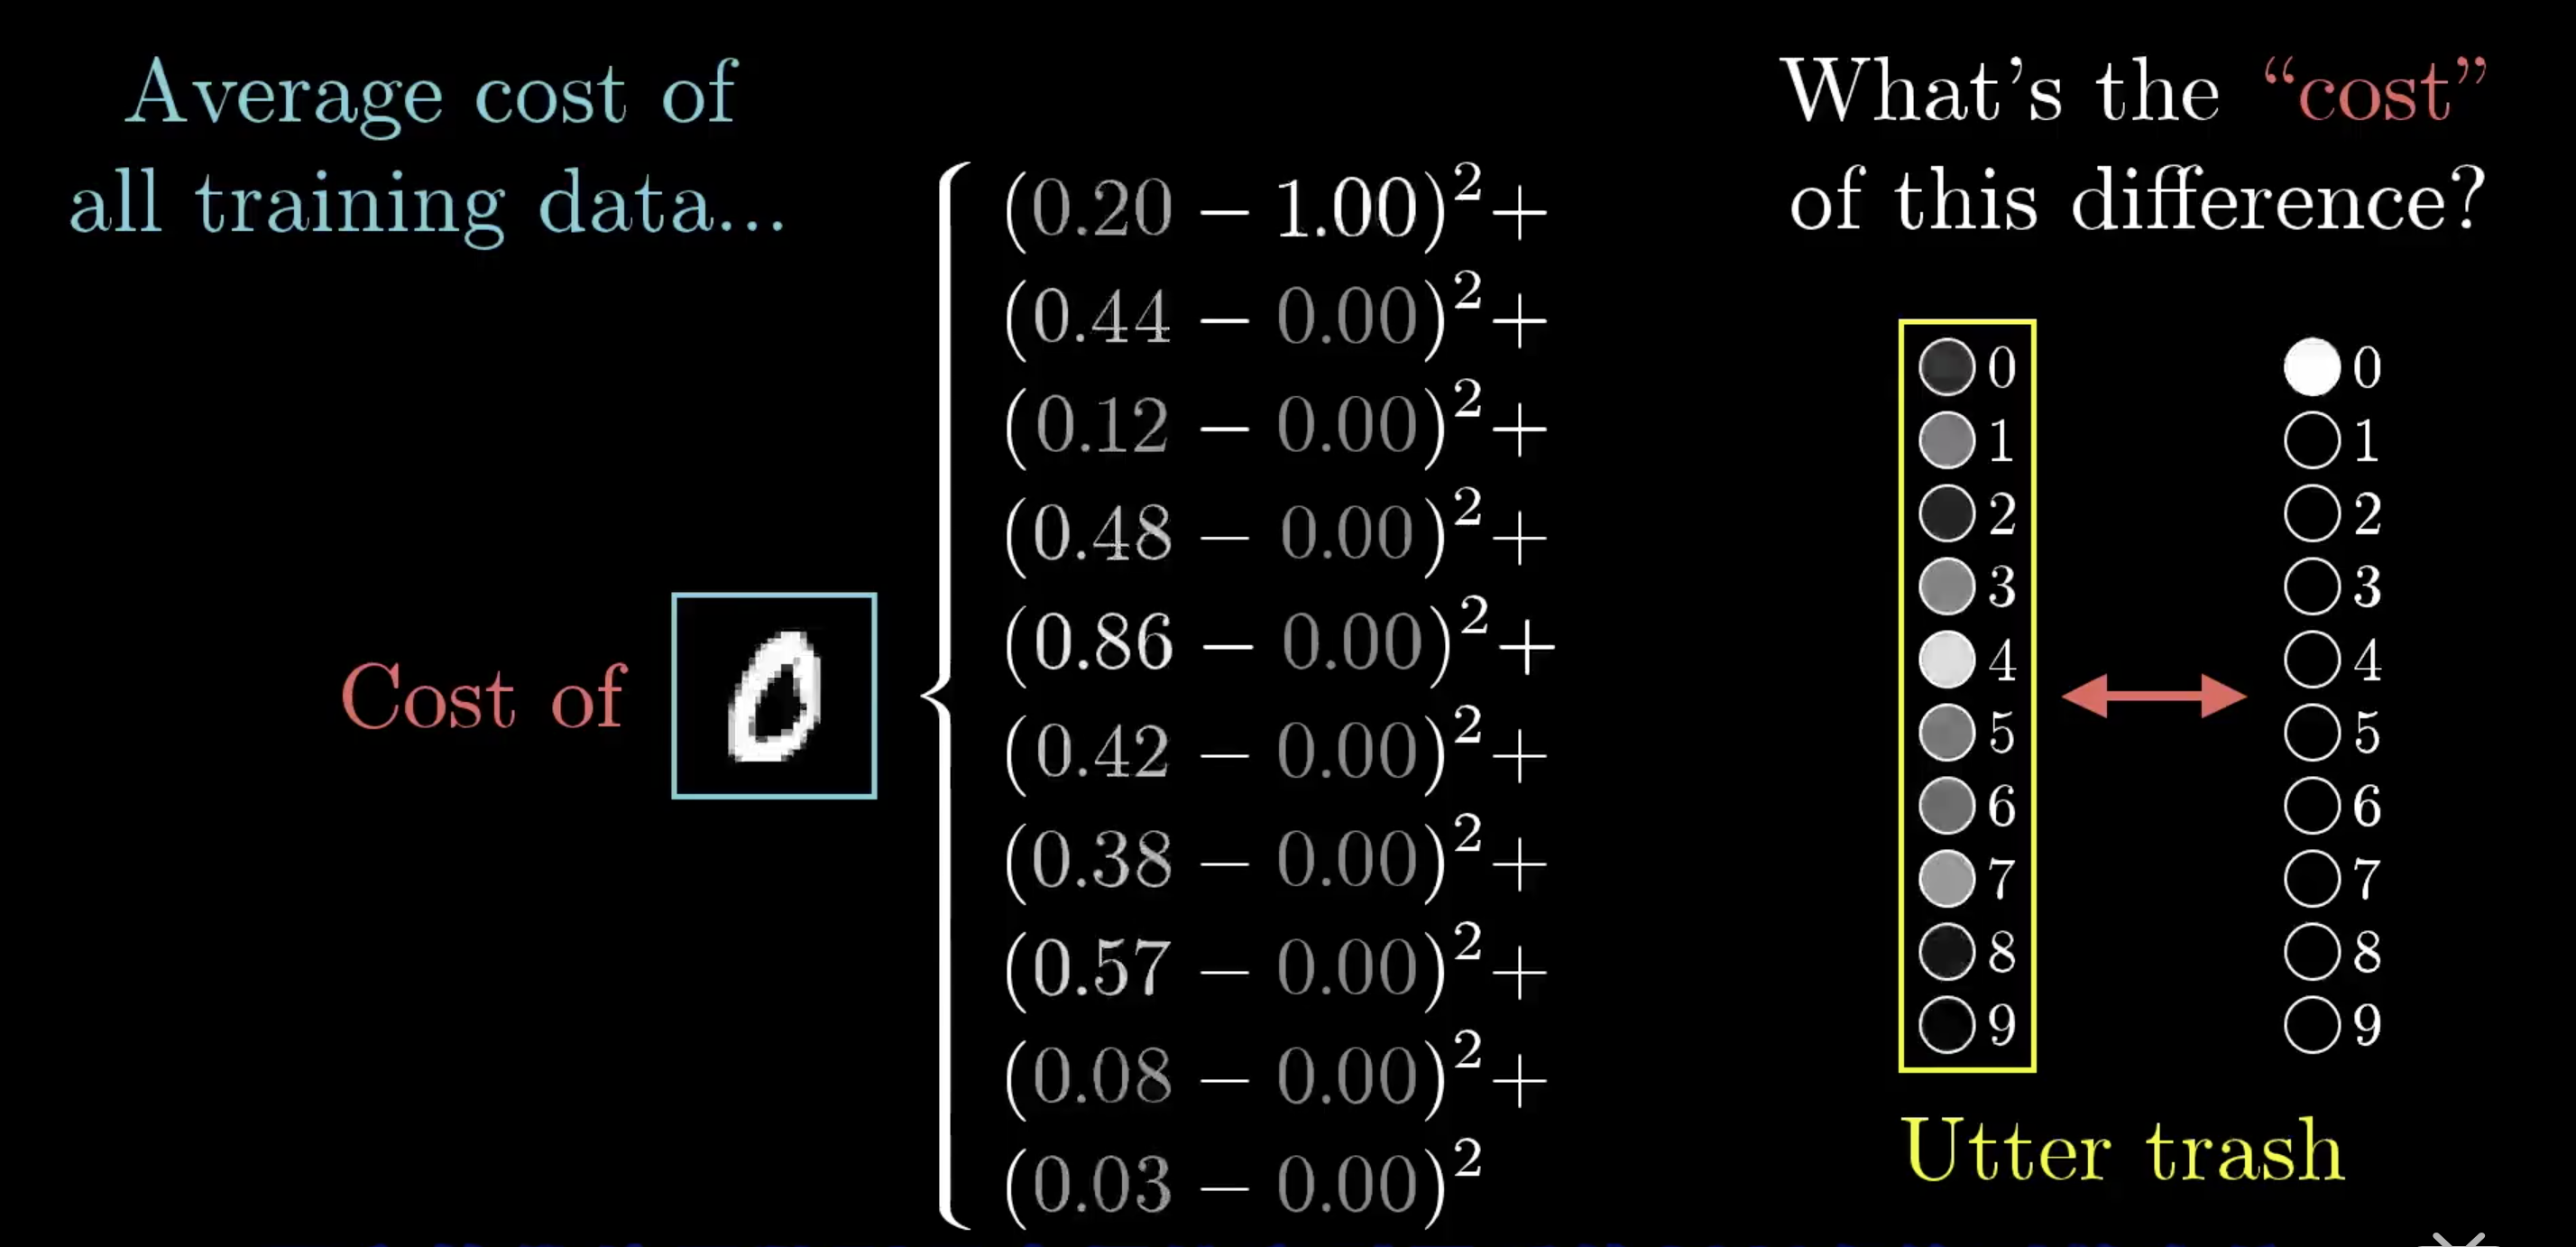 Average cost of
all training data...
What's the “cost”
of this difference?
Cost of
0
(0.20 − 1.00)² +
(0.44 − 0.00)² +
(0.12 − 0.00)² +
(0.48 − 0.00)² +
(0.86 − 0.00)² +
(0.42 − 0.00)² +
(0.38 − 0.00)² +
(0.57 − 0.00)² +
(0.08 − 0.00)² +
(0.03 − 0.00)²
0
1
2
3
4
5
6
7
8
9
0
1
2
3
4
5
6
7
8
9
Utter trash